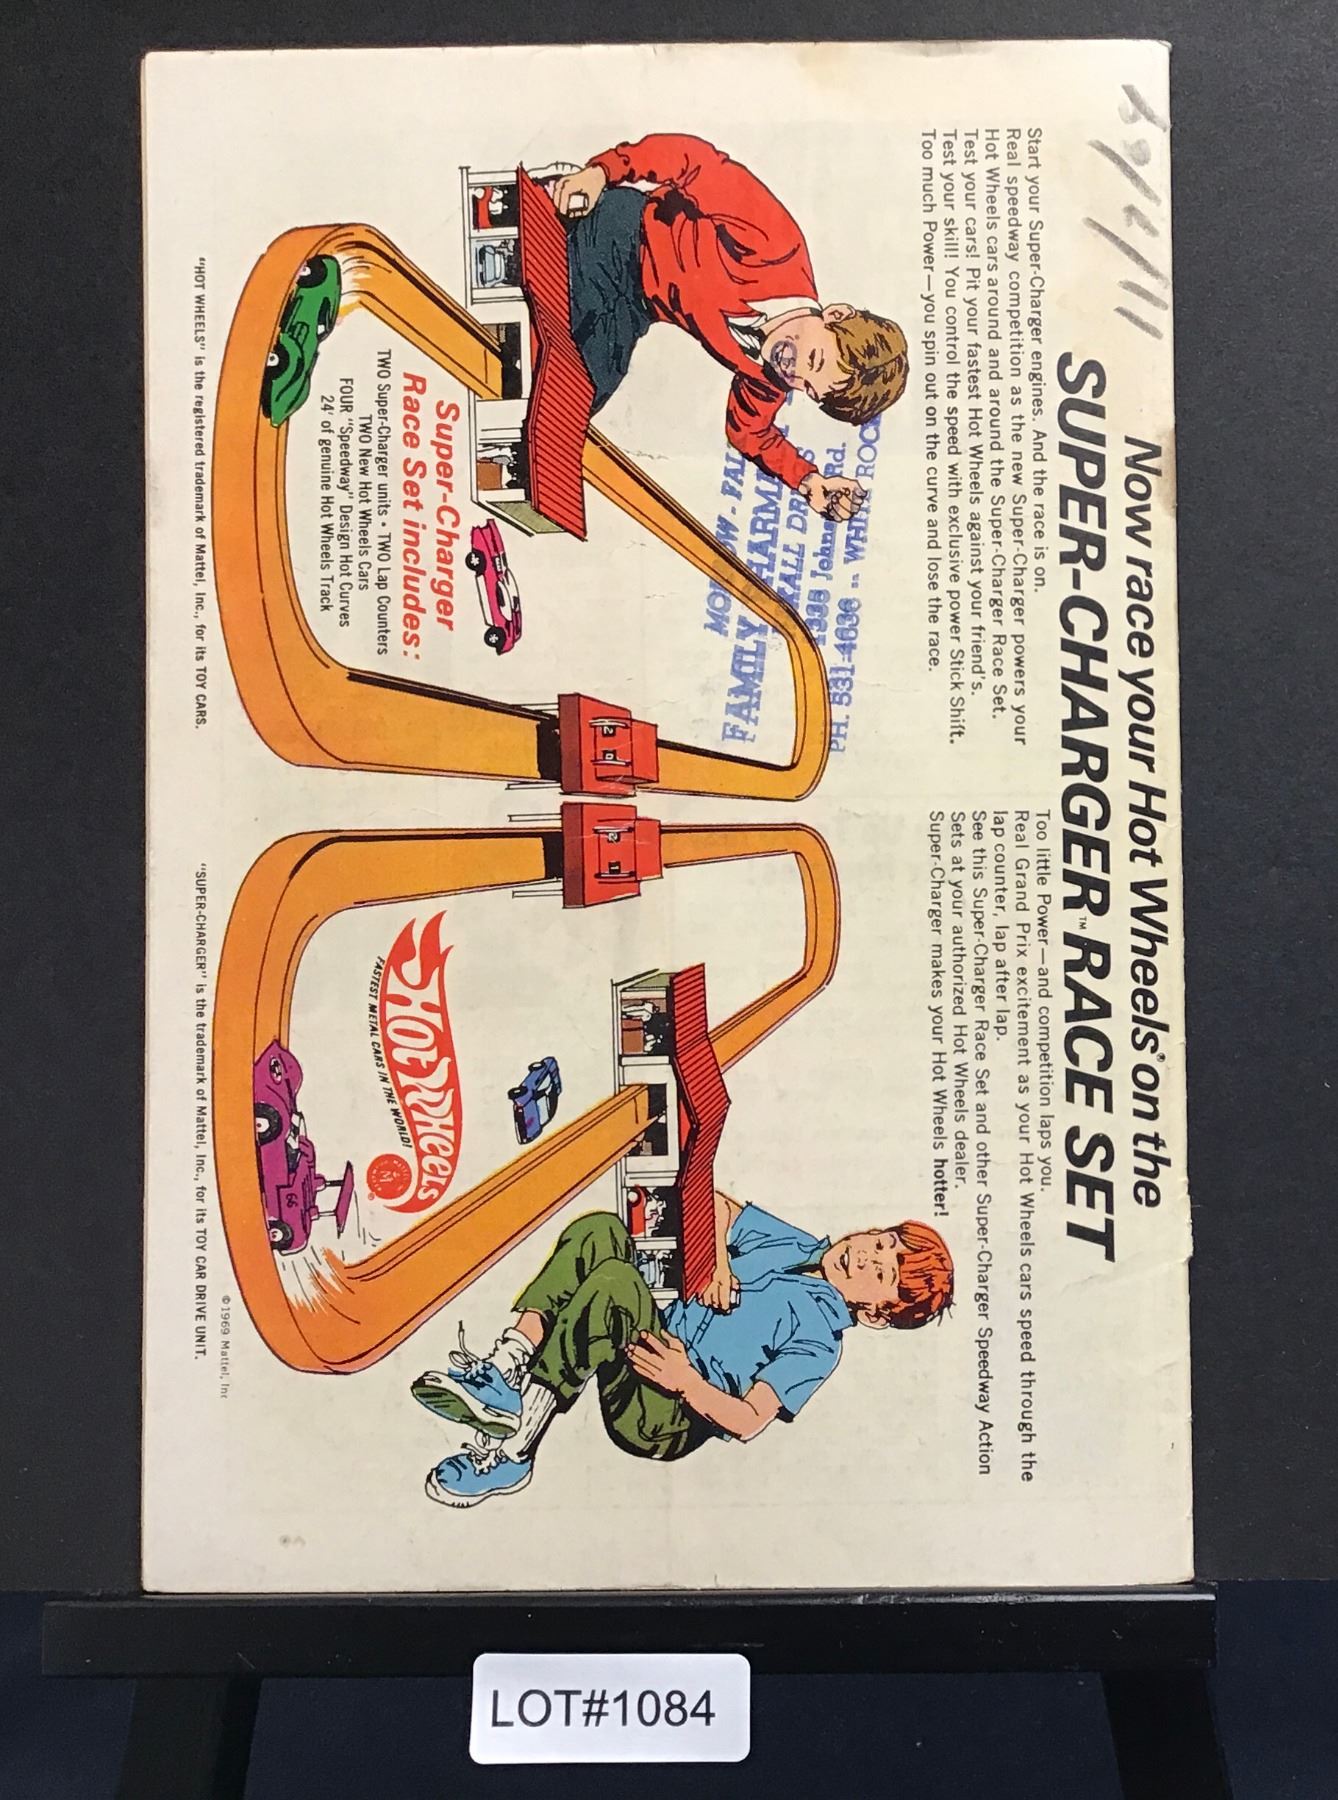 Now race your Hot Wheels® on the
SUPER-CHARGER™ RACE SET
Start your Super-Charger engines. And the race is on.
Real speedway competition as the new Super-Charger powers your
Hot Wheels cars around and around the Super-Charger Race Set.
Test your cars! Pit your fastest Hot Wheels against your friend's.
Test your skill! You control the speed with exclusive power Stick Shift.
Too much Power—you spin out on the curve and lose the race.
Too little Power—and competition laps you.
Real Grand Prix excitement as your Hot Wheels cars speed through the
lap counter, lap after lap.
See this Super-Charger Race Set and other Super-Charger Speedway Action
Sets at your authorized Hot Wheels dealer.
Super-Charger makes your Hot Wheels hotter!
PH. 531-4636
FAMILY
Super-Charger
Race Set includes:
TWO Super-Charger units • TWO Lap Counters
TWO New Hot Wheels Cars
FOUR "Speedway" Design Hot Curves
24' of genuine Hot Wheels Track
2 0
2 1
HOT WHEELS
FASTEST METAL CARS IN THE WORLD!
®
66
©1969 Mattel, Inc
"HOT WHEELS" is the registered trademark of Mattel, Inc., for its TOY CARS.
"SUPER-CHARGER" is the trademark of Mattel, Inc., for its TOY CAR DRIVE UNIT.
LOT#1084